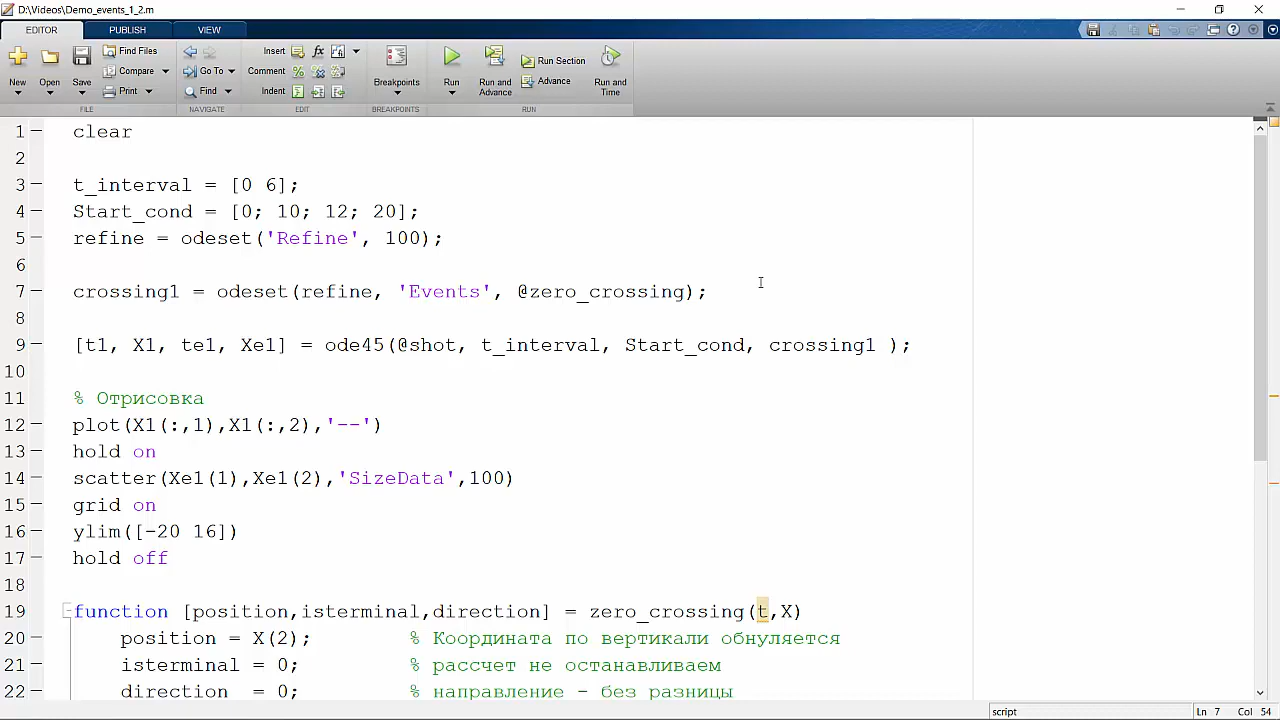 D:\Videos\Demo_events_1_2.m
EDITOR PUBLISH VIEW
New Open Save Find Files Compare Print Go To Find Insert Comment Indent Breakpoints Run Run and Advance Run Section Advance Run and Time
FILE NAVIGATE EDIT BREAKPOINTS RUN
1 clear
2
3 t_interval = [0 6];
4 Start_cond = [0; 10; 12; 20];
5 refine = odeset('Refine', 100);
6
7 crossing1 = odeset(refine, 'Events', @zero_crossing);
8
9 [t1, X1, te1, Xe1] = ode45(@shot, t_interval, Start_cond, crossing1 );
10
11 % Отрисовка
12 plot(X1(:,1),X1(:,2),'--')
13 hold on
14 scatter(Xe1(1),Xe1(2),'SizeData',100)
15 grid on
16 ylim([-20 16])
17 hold off
18
19 function [position,isterminal,direction] = zero_crossing(t,X)
20 position = X(2); % Координата по вертикали обнуляется
21 isterminal = 0; % рассчет не останавливаем
22 direction = 0; % направление - без разницы
script Ln 7 Col 54